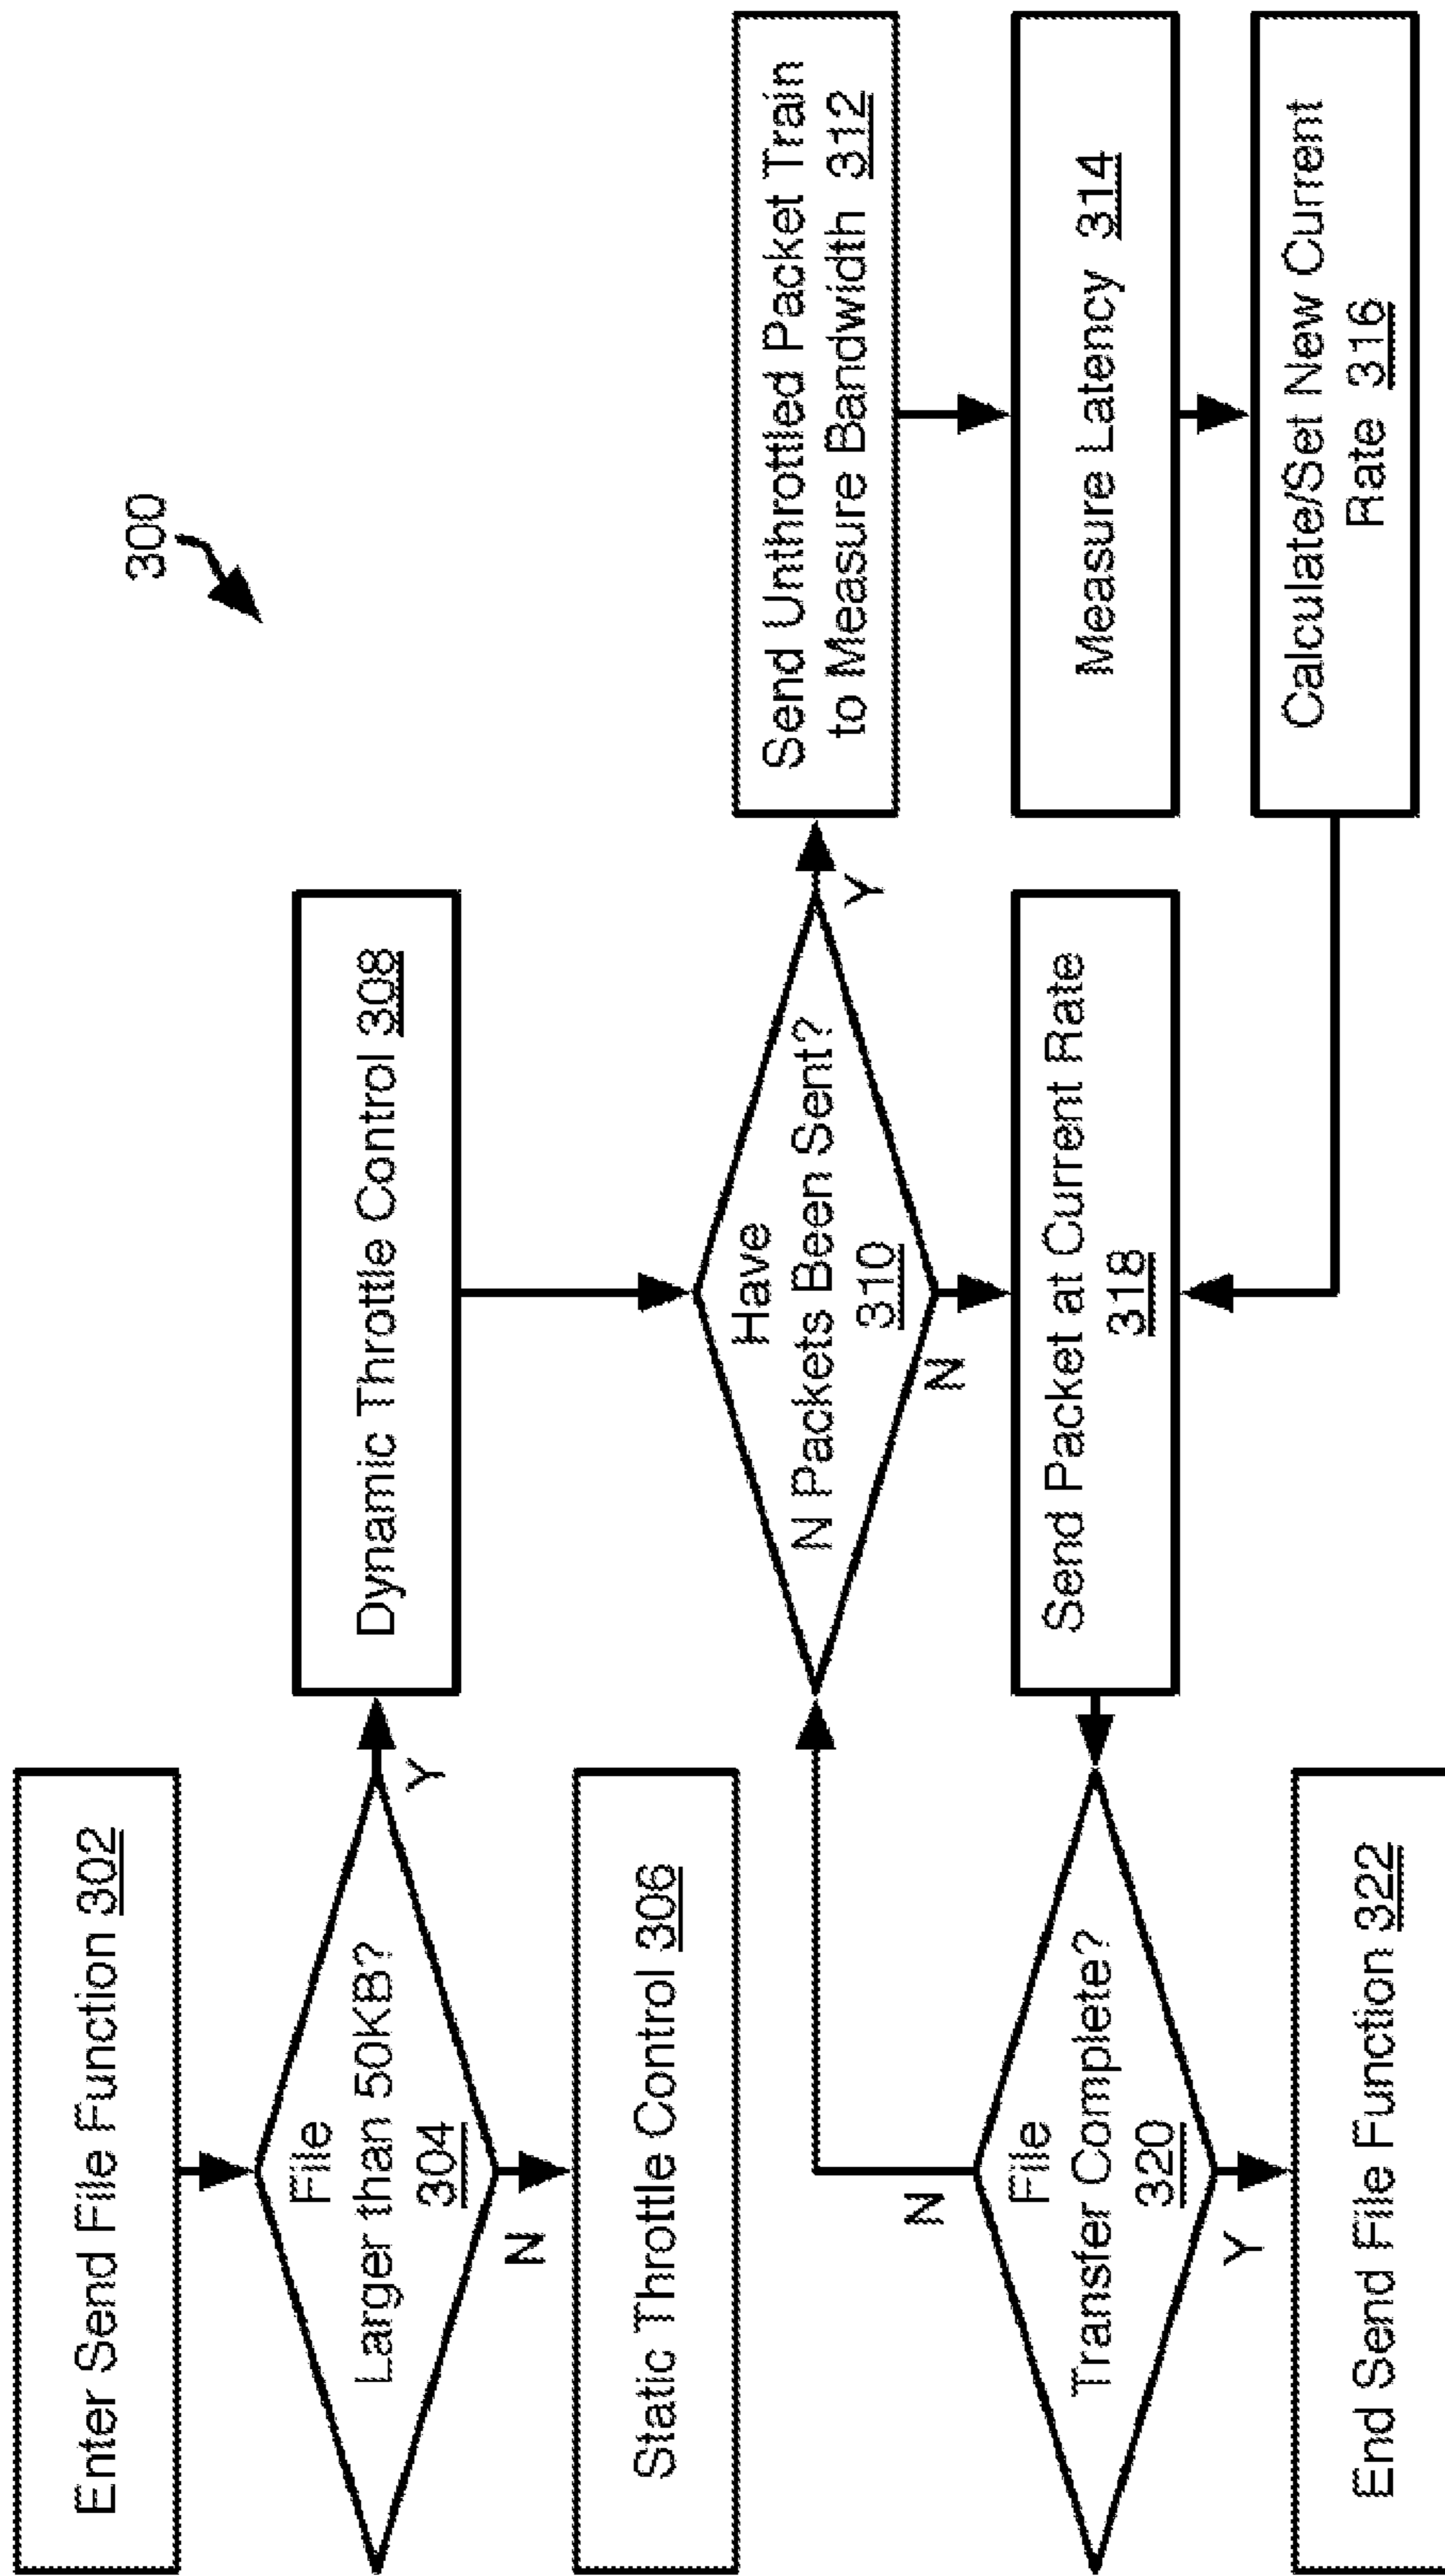 300
Enter Send File Function 302
File
Larger than 50KB?
304
Y
N
Dynamic Throttle Control 308
Static Throttle Control 306
Have
N Packets Been Sent?
310
Y
N
Send Unthrottled Packet Train
to Measure Bandwidth 312
Measure Latency 314
Calculate/Set New Current
Rate 316
Send Packet at Current Rate
318
File
Transfer Complete?
320
N
Y
End Send File Function 322